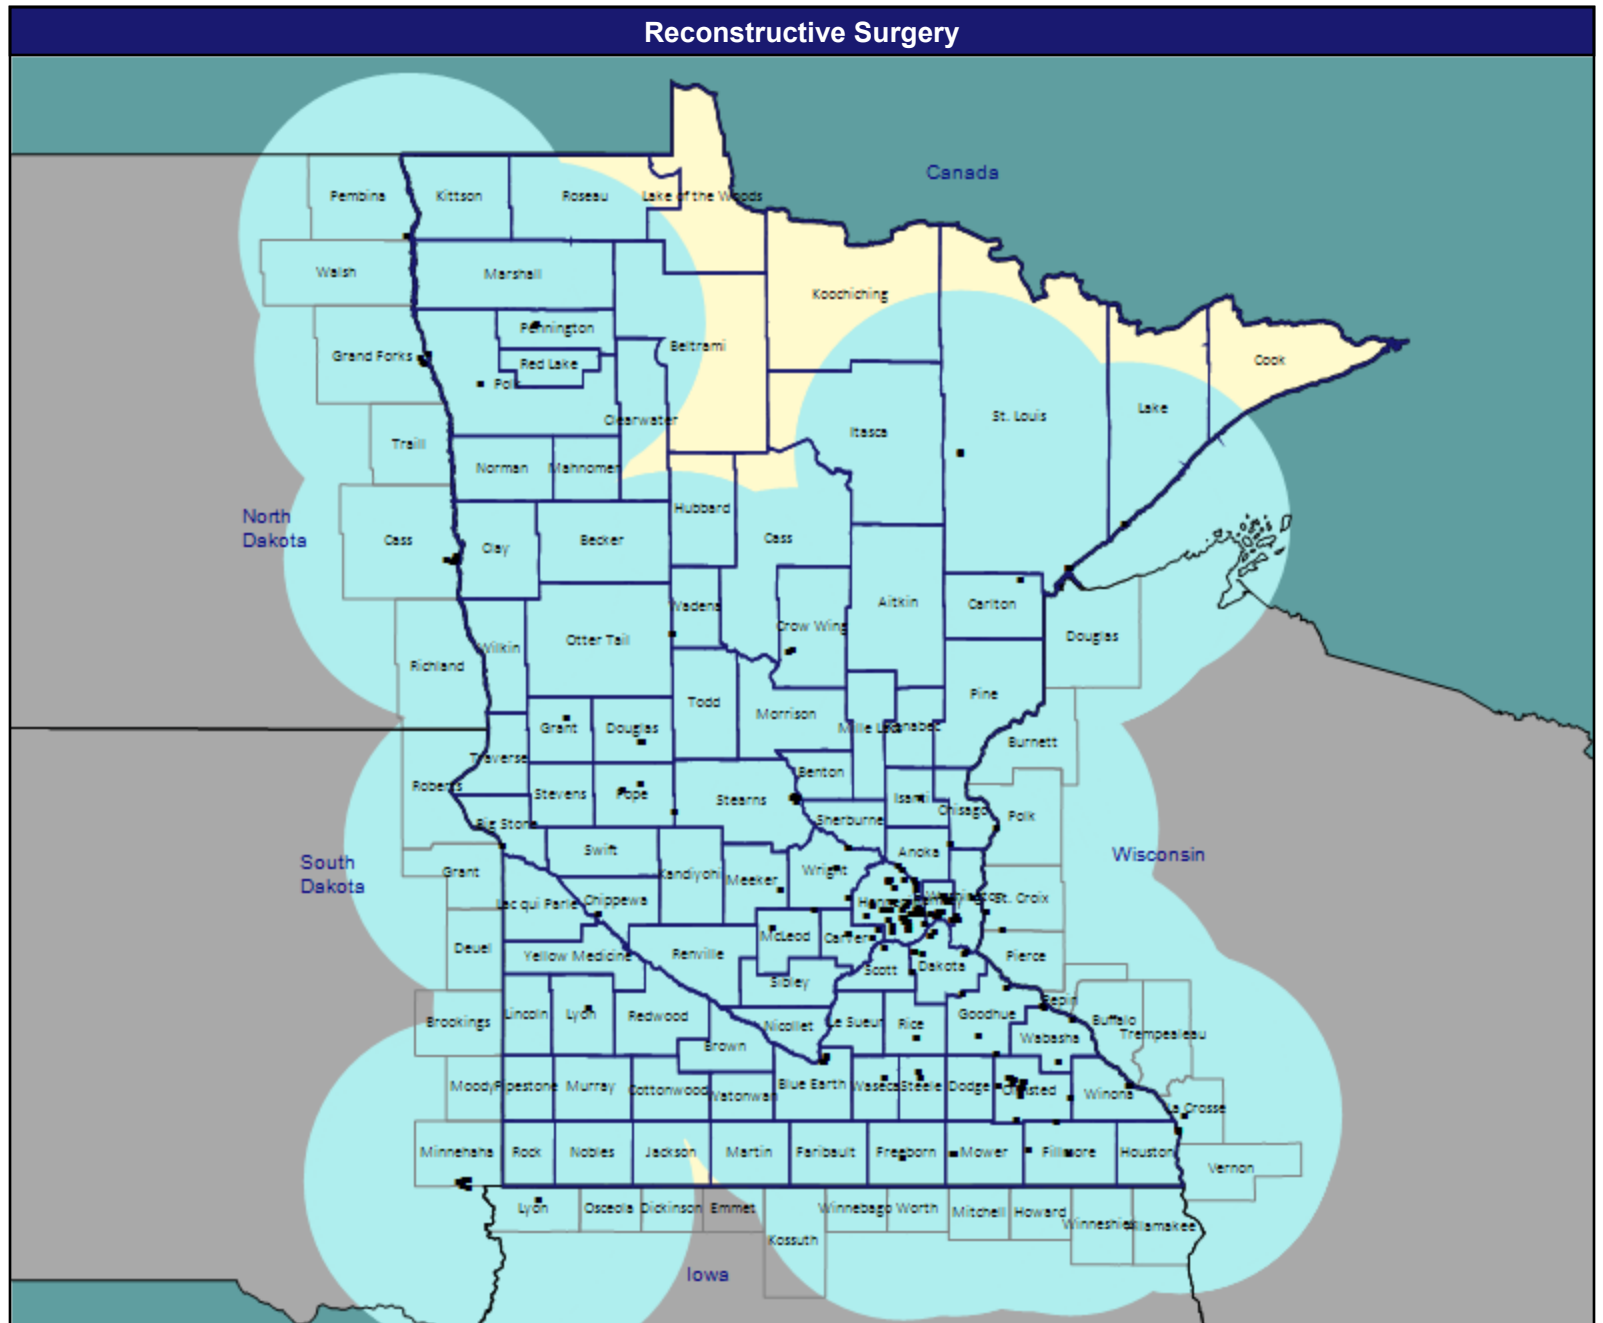 Reconstructive Surgery
Canada
Pembina
Kittson
Roseau
Lake of the Woods
Walsh
Marshall
Koochiching
Pennington
Beltrami
Grand Forks
Red Lake
Cook
Polk
Lake
St. Louis
Clearwater
Itasca
Traill
Norman
Mahnomen
Hubbard
North
Dakota
Cass
Clay
Becker
Cass
Wadena
Aitkin
Carlton
Crow Wing
Douglas
Otter Tail
Wilkin
Richland
Pine
Todd
Morrison
Grant
Douglas
Mille Lacs
Kanabec
Burnett
Traverse
Benton
Roberts
Stevens
Pope
Stearns
Isanti
Chisago
Polk
Big Stone
Sherburne
Swift
Anoka
Wisconsin
South
Dakota
Grant
Kandiyohi
Meeker
Wright
Lac qui Parle
Chippewa
Hennepin
Washington
St. Croix
McLeod
Carver
Deuel
Yellow Medicine
Renville
Scott
Dakota
Pierce
Sibley
Pepin
Brookings
Lincoln
Lyon
Redwood
Nicollet
Le Sueur
Rice
Goodhue
Buffalo
Wabasha
Trempealeau
Brown
Moody
Pipestone
Murray
Cottonwood
Watonwan
Blue Earth
Waseca
Steele
Dodge
Olmsted
Winona
La Crosse
Minnehaha
Rock
Nobles
Jackson
Martin
Faribault
Freeborn
Mower
Fillmore
Houston
Vernon
Lyon
Osceola
Dickinson
Emmet
Winnebago
Worth
Mitchell
Howard
Winneshiek
Allamakee
Kossuth
Iowa